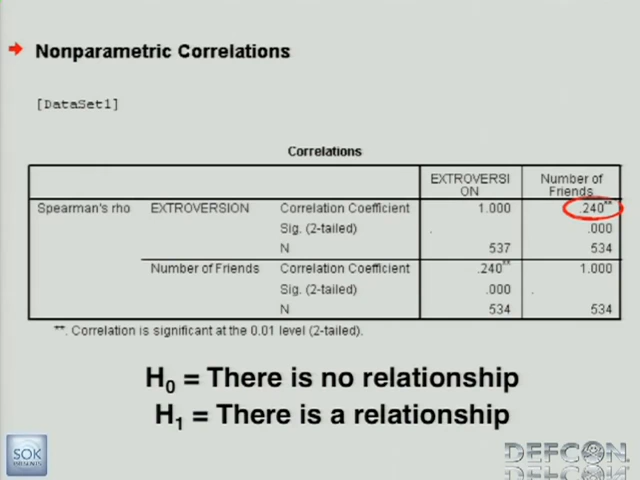 Nonparametric Correlations
[DataSet1]
Correlations
EXTROVERSI
ON
Number of
Friends
Spearman's rho EXTROVERSION Correlation Coefficient 1.000 .240**
Sig. (2-tailed) . .000
N 537 534
Number of Friends Correlation Coefficient .240** 1.000
Sig. (2-tailed) .000 .
N 534 534
**. Correlation is significant at the 0.01 level (2-tailed).
H0 = There is no relationship
H1 = There is a relationship
SOK
DEFCON